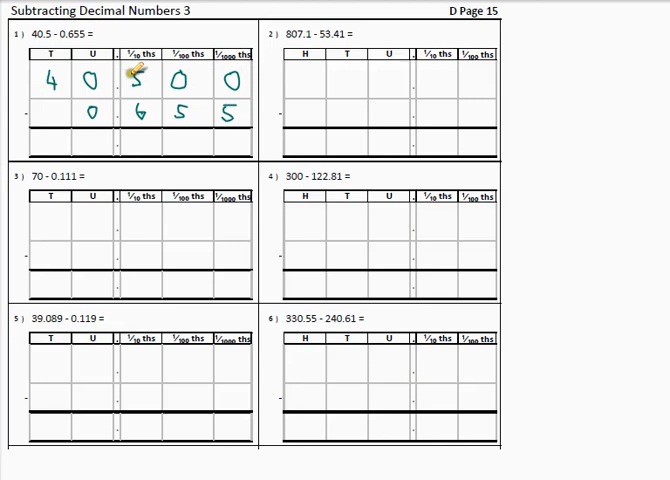 Subtracting Decimal Numbers 3 D Page 15
1 ) 40.5 - 0.655 =
T U . 1/10 ths 1/100 ths 1/1000 ths
4 0 . 5 0 0
- 0 . 6 5 5
.
2 ) 807.1 - 53.41 =
H T U . 1/10 ths 1/100 ths
.
- .
.
3 ) 70 - 0.111 =
T U . 1/10 ths 1/100 ths 1/1000 ths
.
- .
.
4 ) 300 - 122.81 =
H T U . 1/10 ths 1/100 ths
.
- .
.
5 ) 39.089 - 0.119 =
T U . 1/10 ths 1/100 ths 1/1000 ths
.
- .
.
6 ) 330.55 - 240.61 =
H T U . 1/10 ths 1/100 ths
.
- .
.